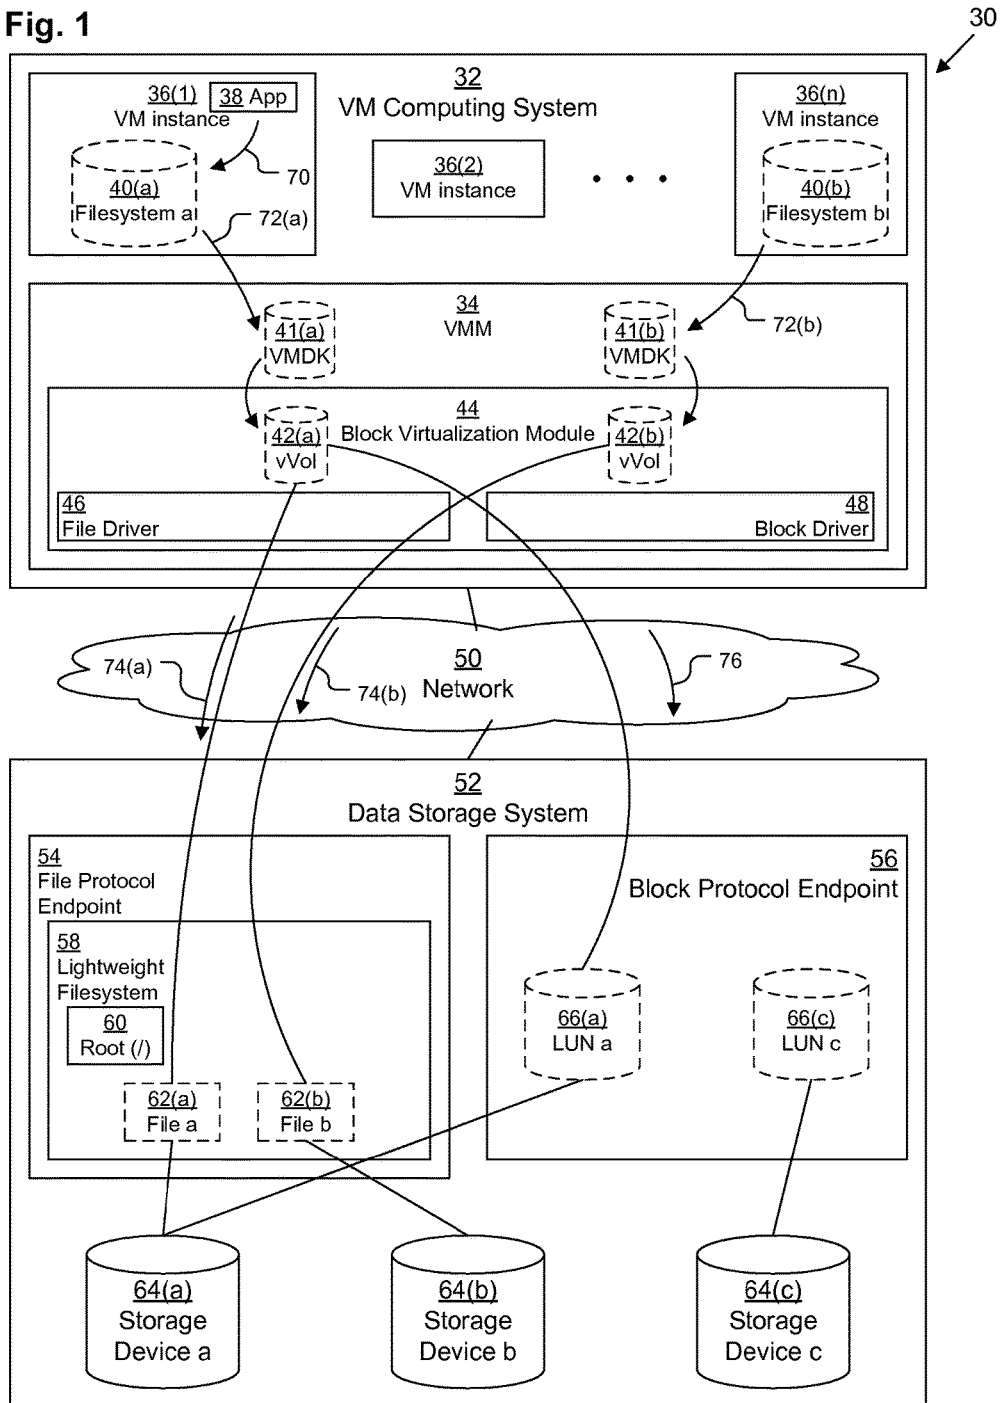 Fig. 1
30
32
VM Computing System
36(1)
VM instance
38 App
40(a)
Filesystem a
70
72(a)
36(2)
VM instance
• • •
36(n)
VM instance
40(b)
Filesystem b
72(b)
34
VMM
41(a)
VMDK
41(b)
VMDK
44
Block Virtualization Module
42(a)
vVol
42(b)
vVol
46
File Driver
48
Block Driver
74(a)
74(b)
50
Network
76
52
Data Storage System
54
File Protocol
Endpoint
56
Block Protocol Endpoint
58
Lightweight
Filesystem
60
Root (/)
62(a)
File a
62(b)
File b
66(a)
LUN a
66(c)
LUN c
64(a)
Storage
Device a
64(b)
Storage
Device b
64(c)
Storage
Device c